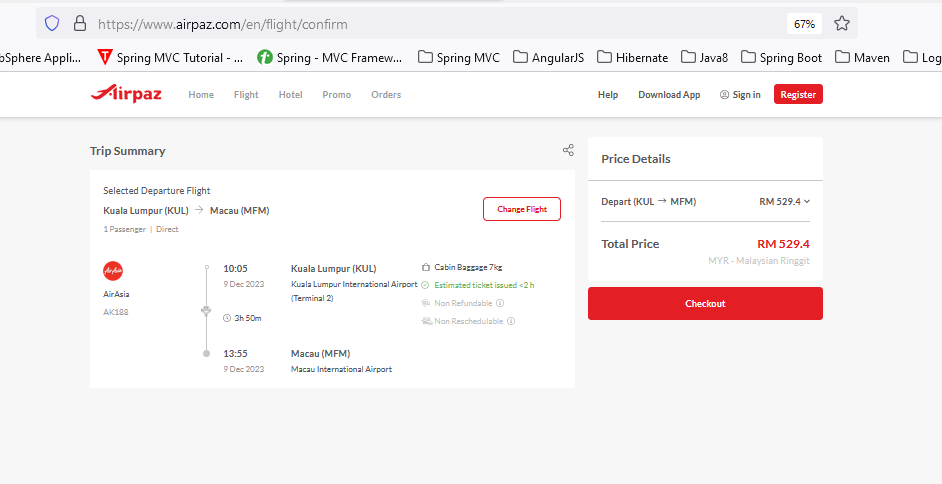 https://www.airpaz.com/en/flight/confirm
67%
bSphere Appli...
Spring MVC Tutorial - ...
Spring - MVC Framew...
Spring MVC
AngularJS
Hibernate
Java8
Spring Boot
Maven
Log
Airpaz
Home
Flight
Hotel
Promo
Orders
Help
Download App
Sign in
Register
Trip Summary
Selected Departure Flight
Kuala Lumpur (KUL) → Macau (MFM)
1 Passenger | Direct
Change Flight
AirAsia
AirAsia
AK188
10:05
9 Dec 2023
3h 50m
13:55
9 Dec 2023
Kuala Lumpur (KUL)
Kuala Lumpur International Airport
(Terminal 2)
Macau (MFM)
Macau International Airport
Cabin Baggage 7kg
Estimated ticket issued <2 h
Non Refundable
Non Reschedulable
Price Details
Depart (KUL → MFM)
RM 529.4
Total Price
RM 529.4
MYR - Malaysian Ringgit
Checkout